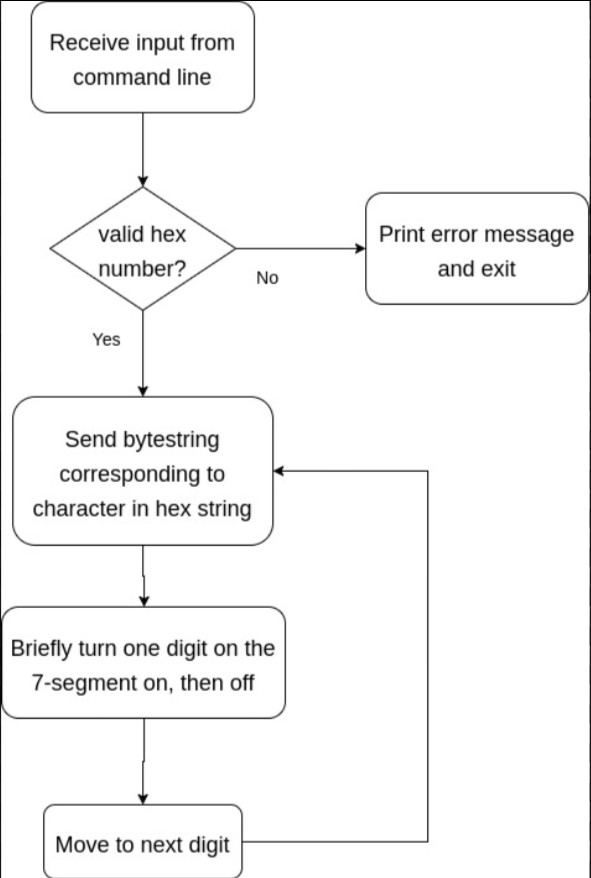 Receive input from
command line
valid hex
number?
No
Print error message
and exit
Yes
Send bytestring
corresponding to
character in hex string
Briefly turn one digit on the
7-segment on, then off
Move to next digit